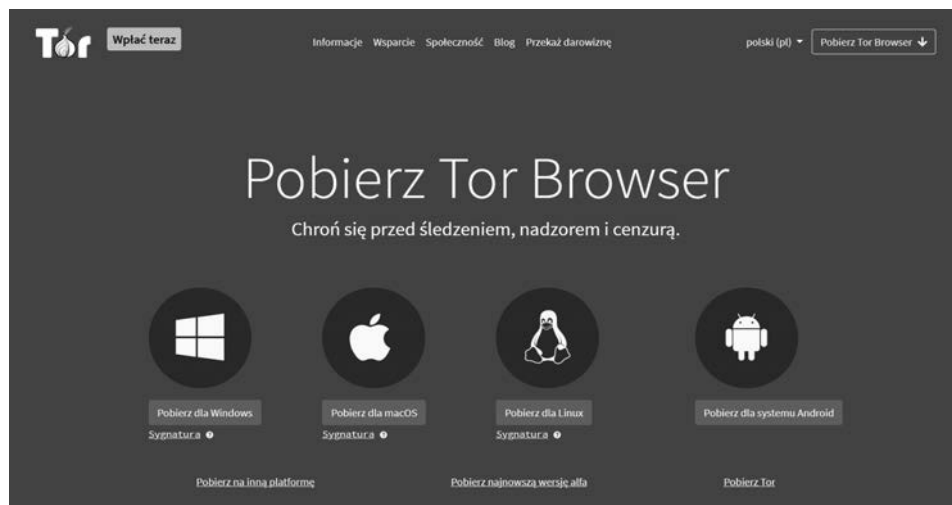 Tor
Wpłać teraz
Informacje Wsparcie Społeczność Blog Przekaż darowiznę
polski (pl)
Pobierz Tor Browser
Pobierz Tor Browser
Chroń się przed śledzeniem, nadzorem i cenzurą.
Pobierz dla Windows
Pobierz dla macOS
Pobierz dla Linux
Pobierz dla systemu Android
Sygnatura ?
Sygnatura ?
Sygnatura ?
Pobierz na inną platformę
Pobierz najnowszą wersję alfa
Pobierz Tor